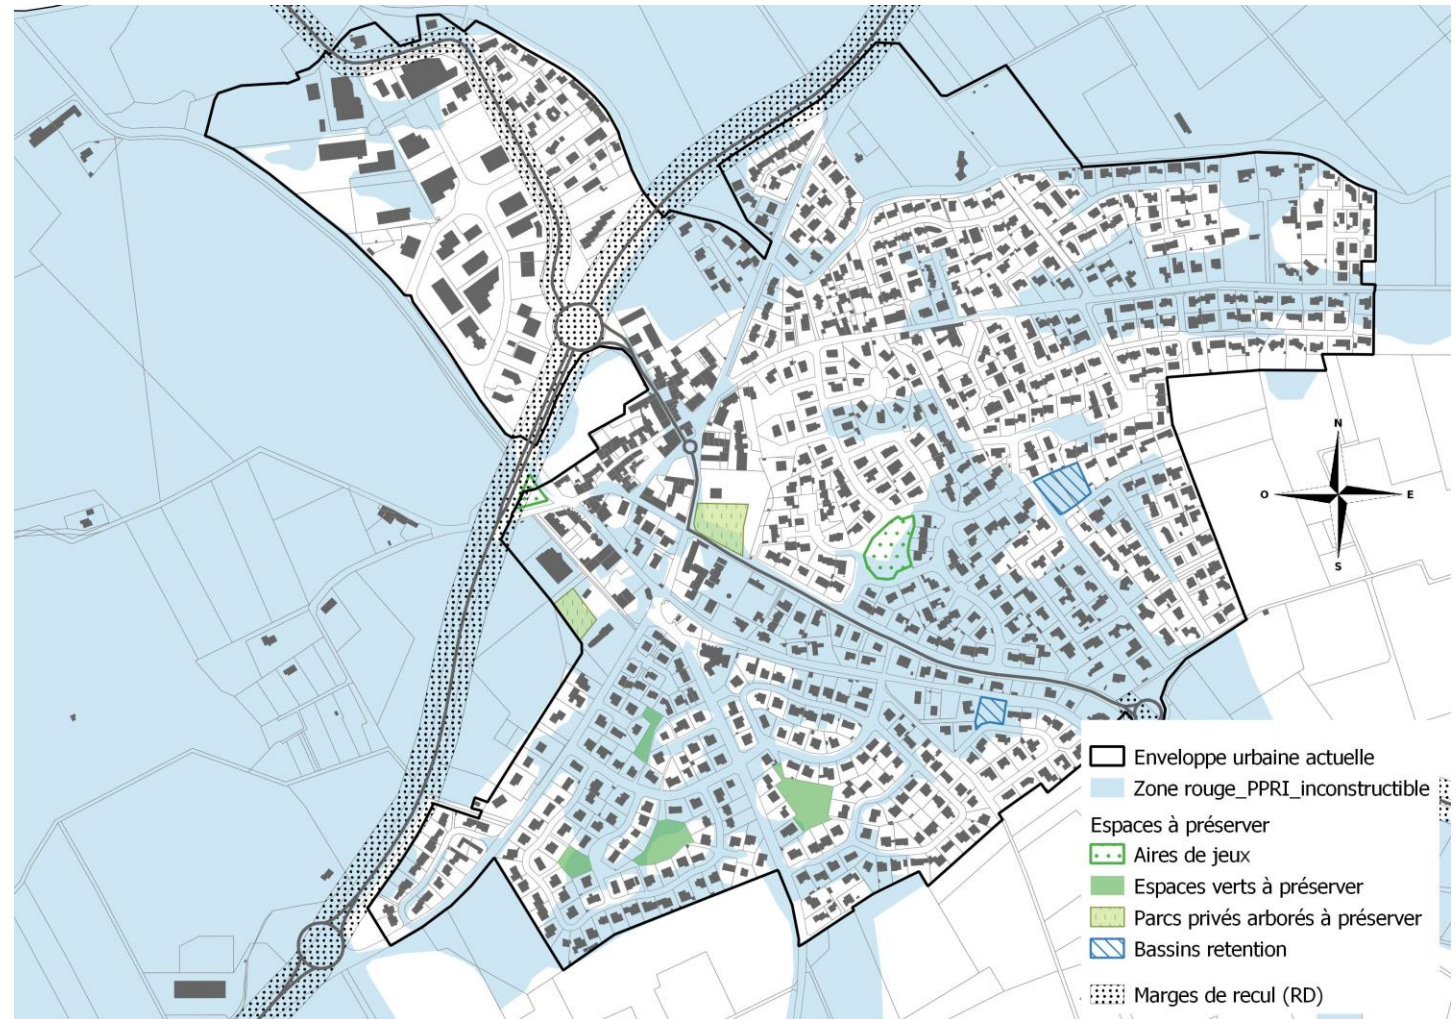 N
O
E
S
Enveloppe urbaine actuelle
Zone rouge_PPRI_inconstructible
Espaces à préserver
Aires de jeux
Espaces verts à préserver
Parcs privés arborés à préserver
Bassins retention
Marges de recul (RD)